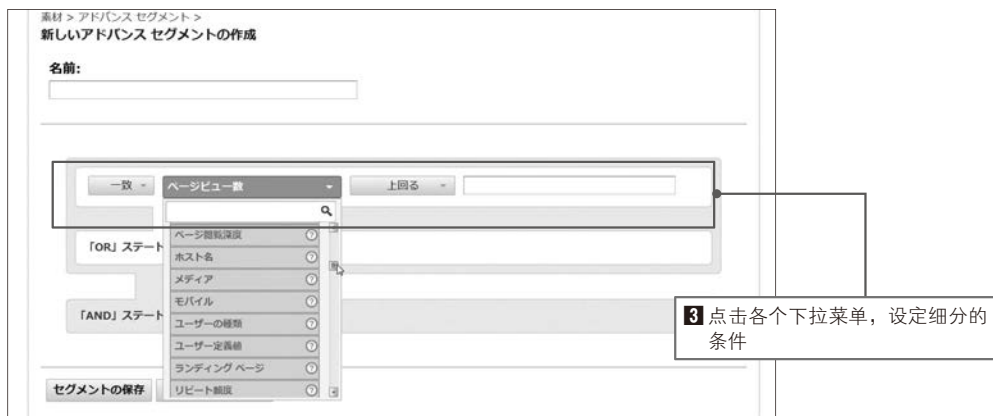 素材 > アドバンス セグメント >
新しいアドバンス セグメントの作成
名前:
一致 ページビュー数 上回る
ページ閲覧深度
「OR」ステート
ホスト名
メディア
モバイル
「AND」ステート
ユーザーの種類
ユーザー定義値
ランディング ページ
セグメントの保存 リピート頻度
3 点击各个下拉菜单，设定细分的
条件